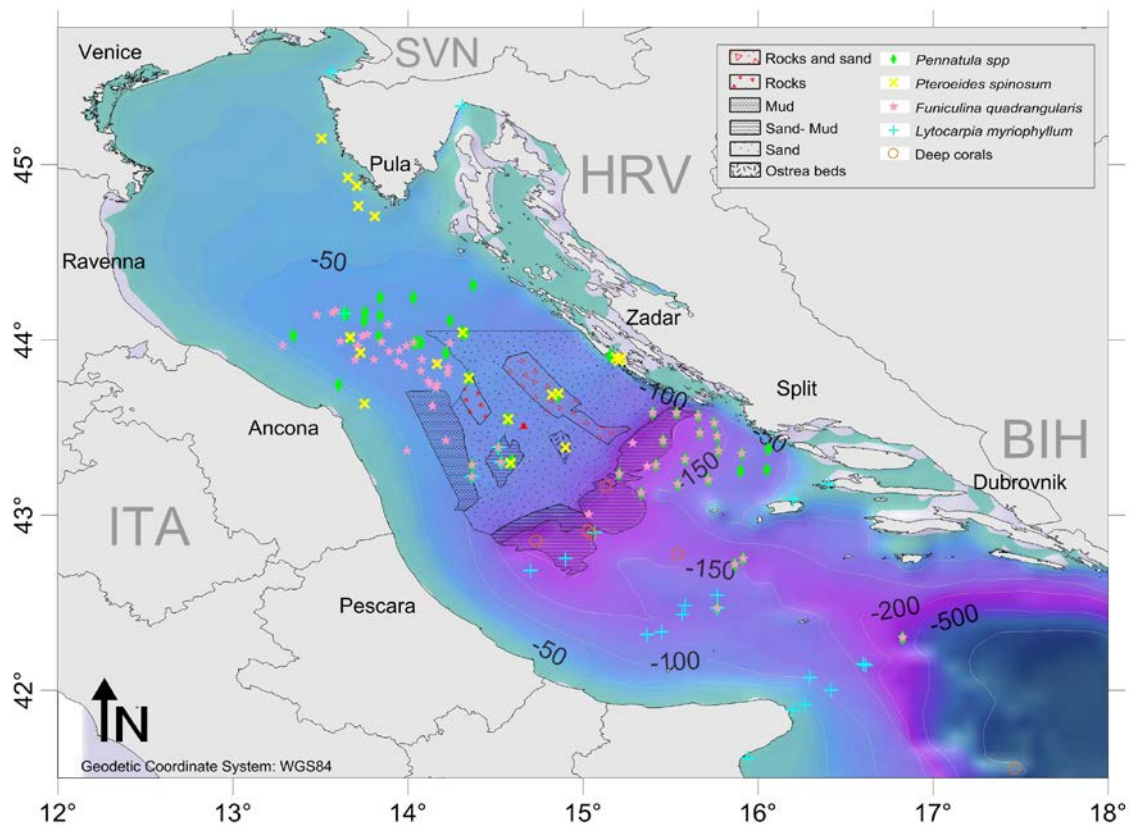 Venice
SVN
Rocks and sand
Rocks
Mud
Sand- Mud
Sand
Ostrea beds
Pennatula spp
Pteroeides spinosum
Funiculina quadrangularis
Lytocarpia myriophyllum
Deep corals
45°
Pula
HRV
Ravenna
-50
Zadar
44°
-100
Split
Ancona
-50
BIH
150
Dubrovnik
43°
ITA
-150
Pescara
-200
-500
-50
-100
42°
N
Geodetic Coordinate System: WGS84
12° 13° 14° 15° 16° 17° 18°